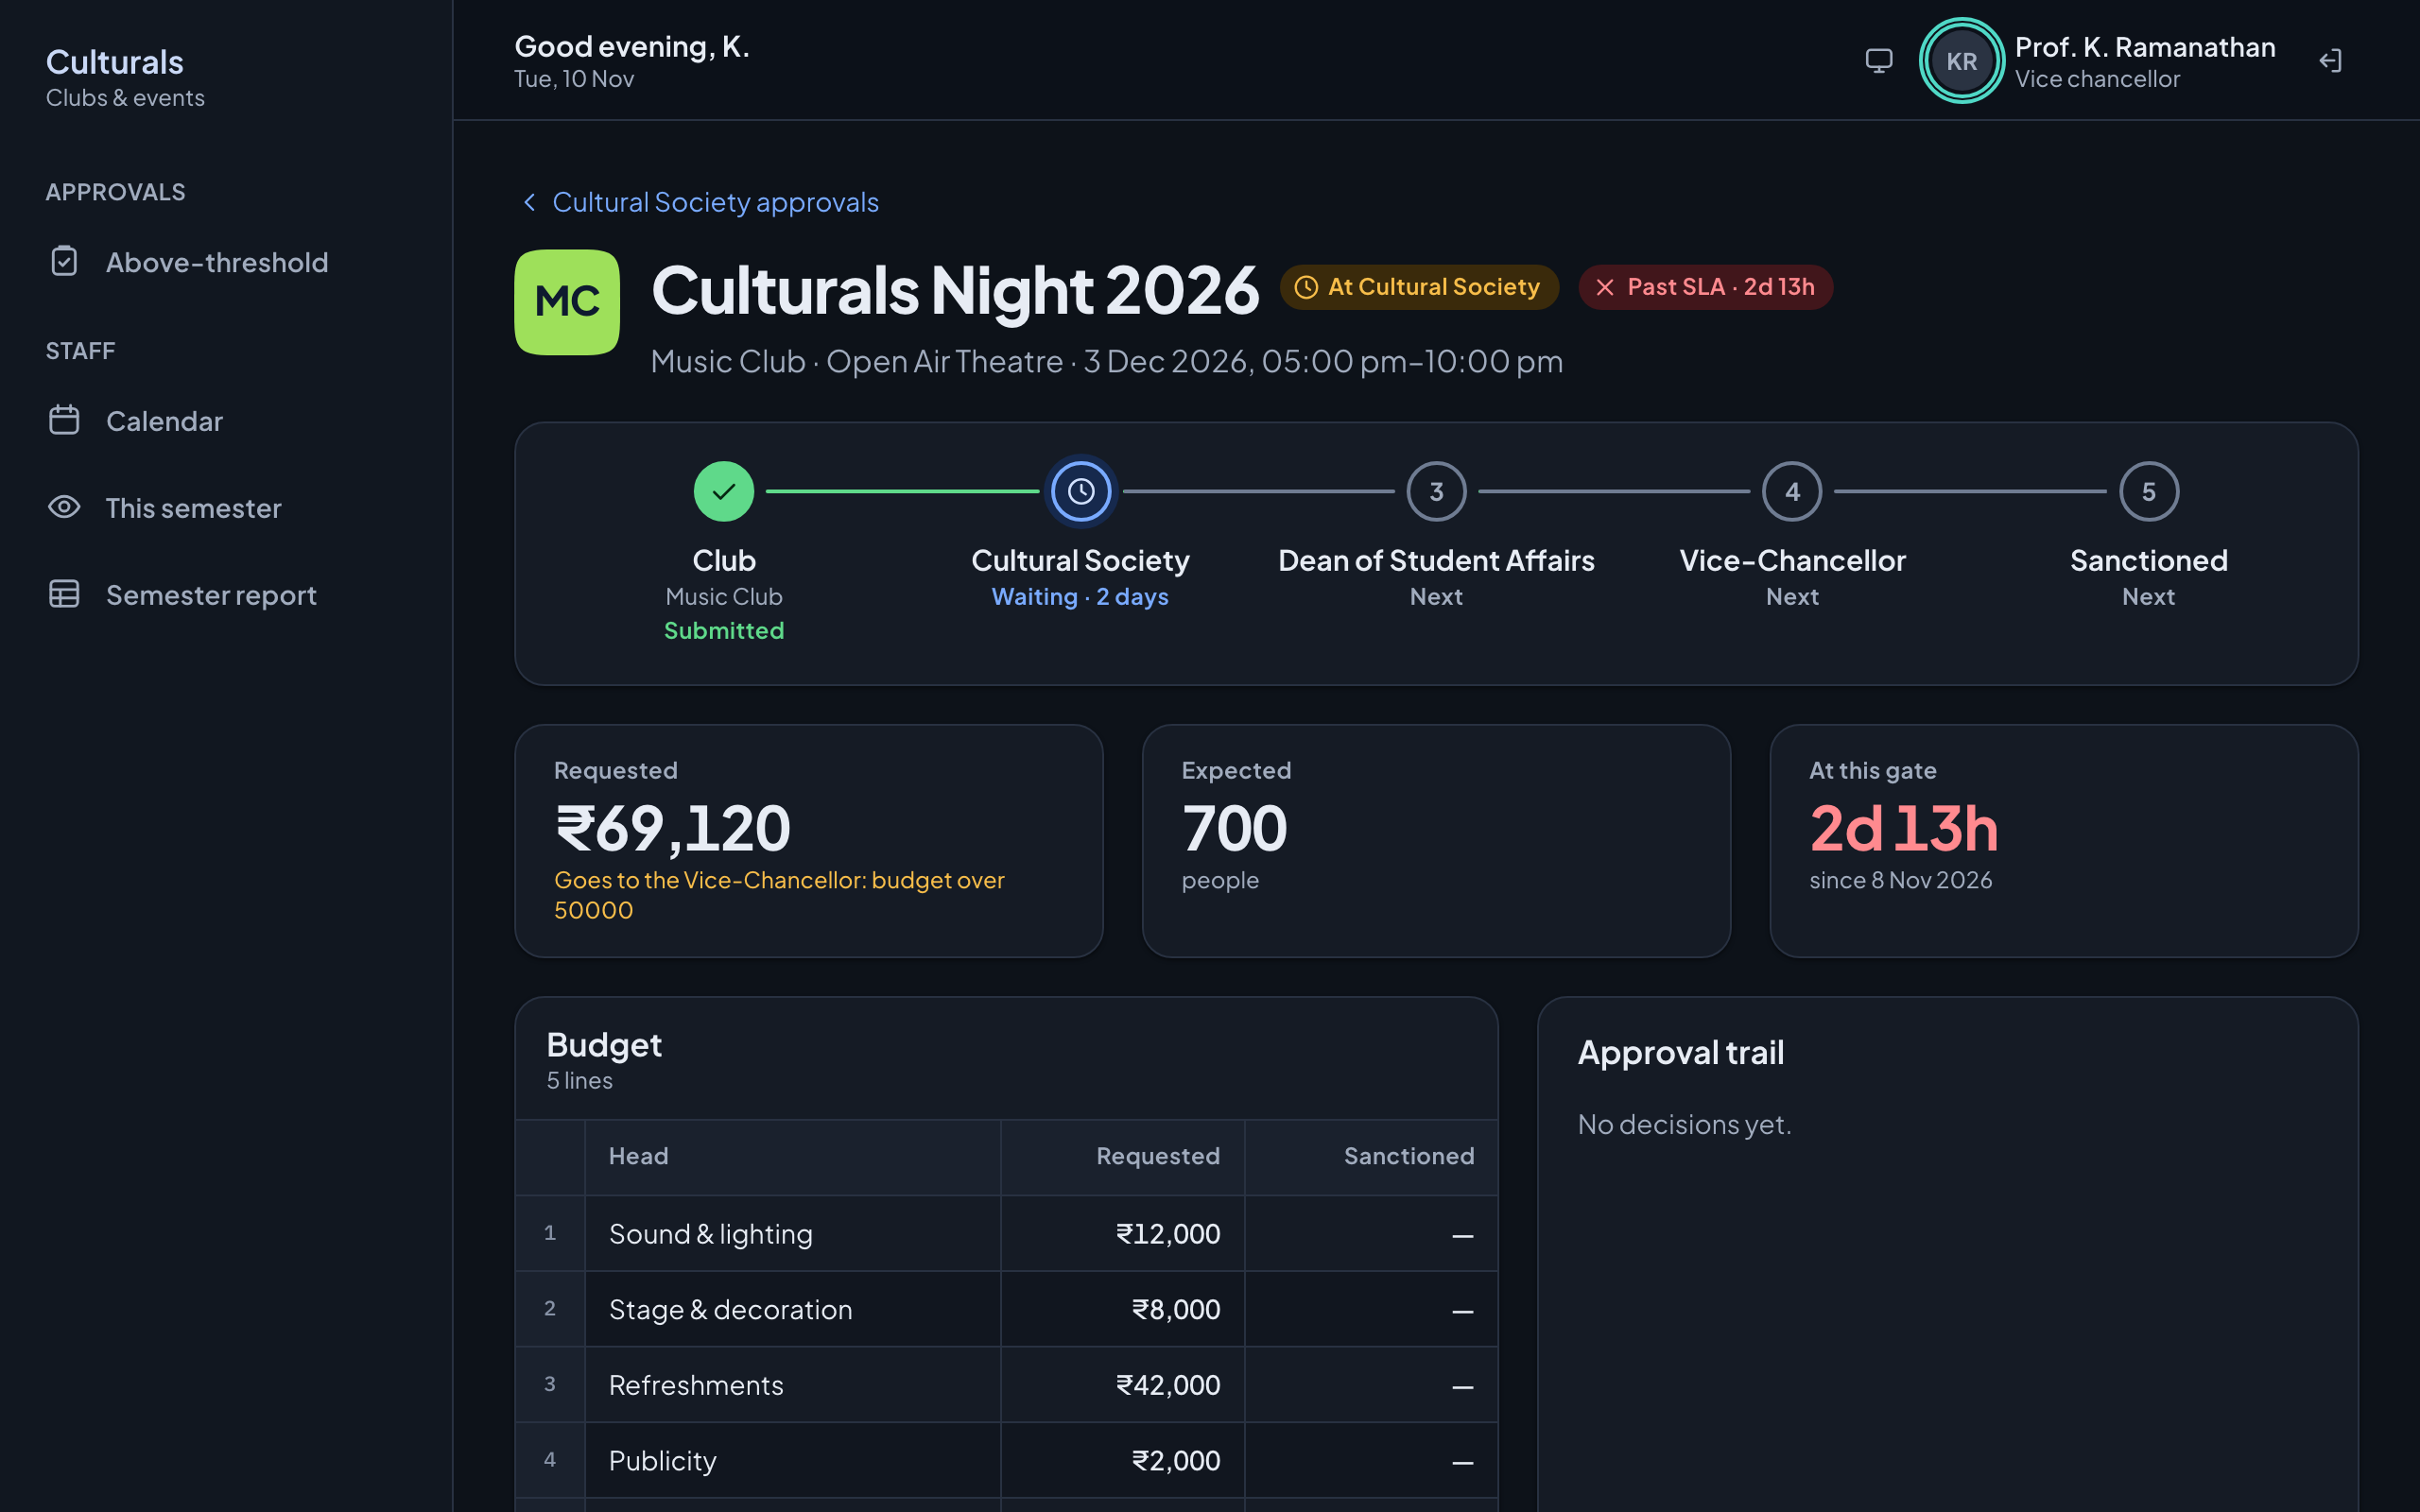 Culturals
Clubs & events
APPROVALS
Above-threshold
STAFF
Calendar
This semester
Semester report
Good evening, K.
Tue, 10 Nov
KR
Prof. K. Ramanathan
Vice chancellor
Cultural Society approvals
MC
Culturals Night 2026
At Cultural Society
Past SLA · 2d 13h
Music Club · Open Air Theatre · 3 Dec 2026, 05:00 pm–10:00 pm
3
4
5
Club
Cultural Society
Dean of Student Affairs
Vice-Chancellor
Sanctioned
Music Club
Waiting · 2 days
Next
Next
Next
Submitted
Requested
₹69,120
Goes to the Vice-Chancellor: budget over
50000
Expected
700
people
At this gate
2d 13h
since 8 Nov 2026
Budget
5 lines
Head Requested Sanctioned
1 Sound & lighting ₹12,000 —
2 Stage & decoration ₹8,000 —
3 Refreshments ₹42,000 —
4 Publicity ₹2,000 —
Approval trail
No decisions yet.